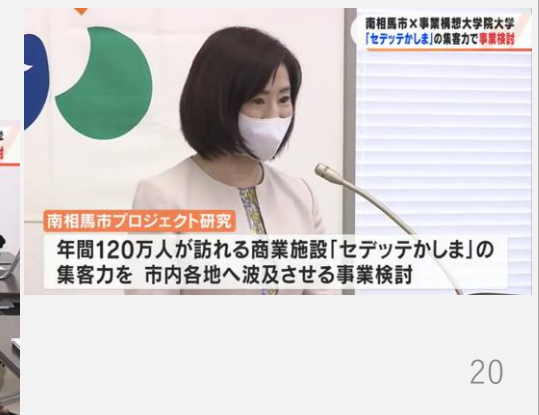 南相馬市×事業構想大学院大学
「セデッテかしま」の集客力で事業検討
南相馬市プロジェクト研究
年間120万人が訪れる商業施設「セデッテかしま」の
集客力を 市内各地へ波及させる事業検討
20